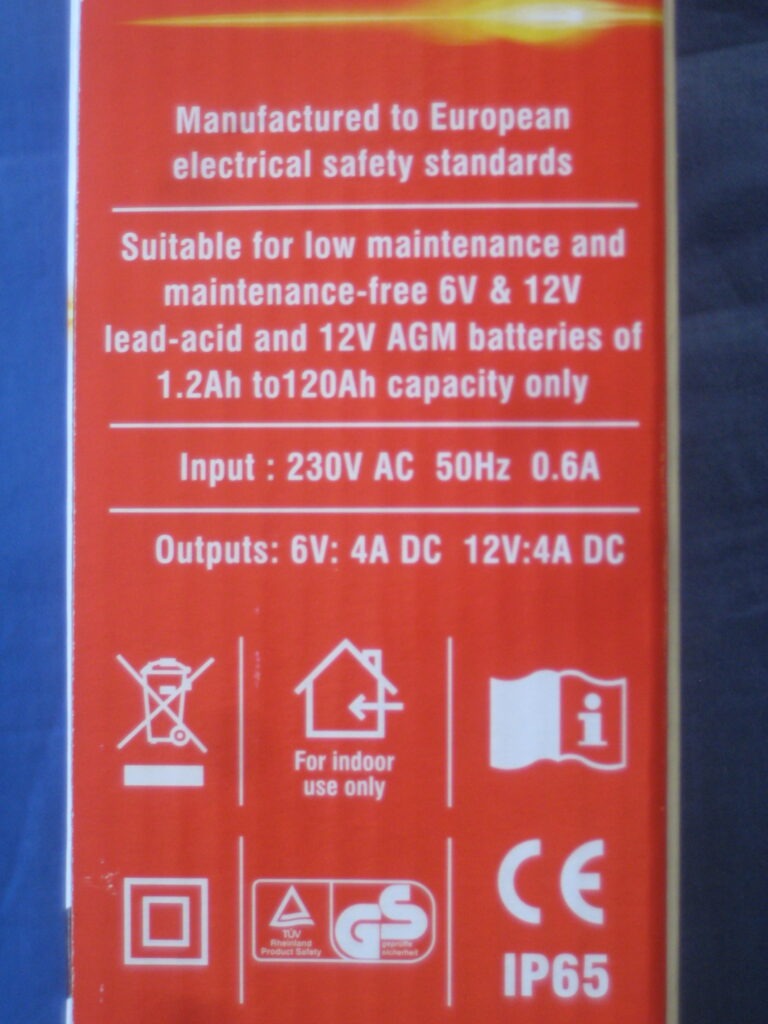 Manufactured to European
electrical safety standards
Suitable for low maintenance and
maintenance-free 6V & 12V
lead-acid and 12V AGM batteries of
1.2Ah to120Ah capacity only
Input : 230V AC 50Hz 0.6A
Outputs: 6V: 4A DC 12V:4A DC
For indoor
use only
i
TÜV
Rheinland
Product Safety
GS
geprüfte
sicherheit
CE
IP65